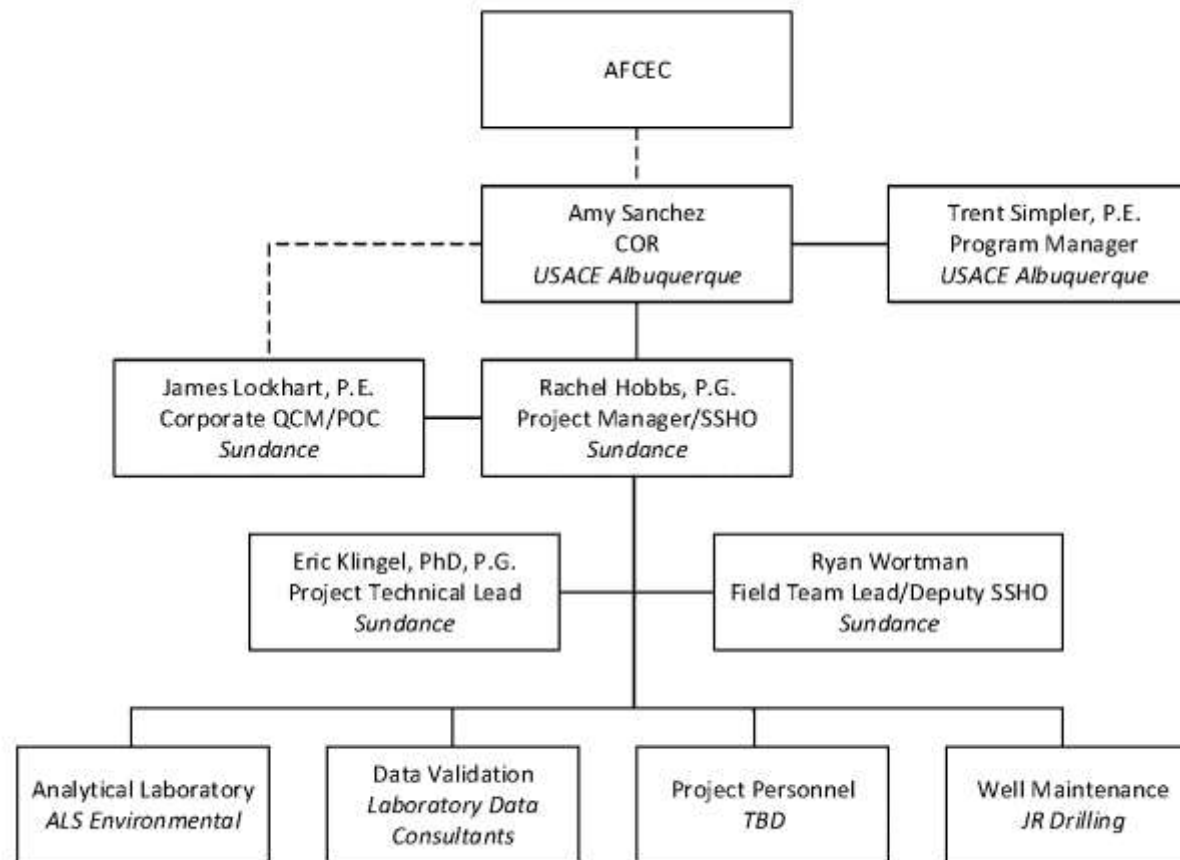 AFCEC
Amy Sanchez
COR
USACE Albuquerque
Trent Simpler, P.E.
Program Manager
USACE Albuquerque
James Lockhart, P.E.
Corporate QCM/POC
Sundance
Rachel Hobbs, P.G.
Project Manager/SSHO
Sundance
Eric Klingel, PhD, P.G.
Project Technical Lead
Sundance
Ryan Wortman
Field Team Lead/Deputy SSHO
Sundance
Analytical Laboratory
ALS Environmental
Data Validation
Laboratory Data
Consultants
Project Personnel
TBD
Well Maintenance
JR Drilling